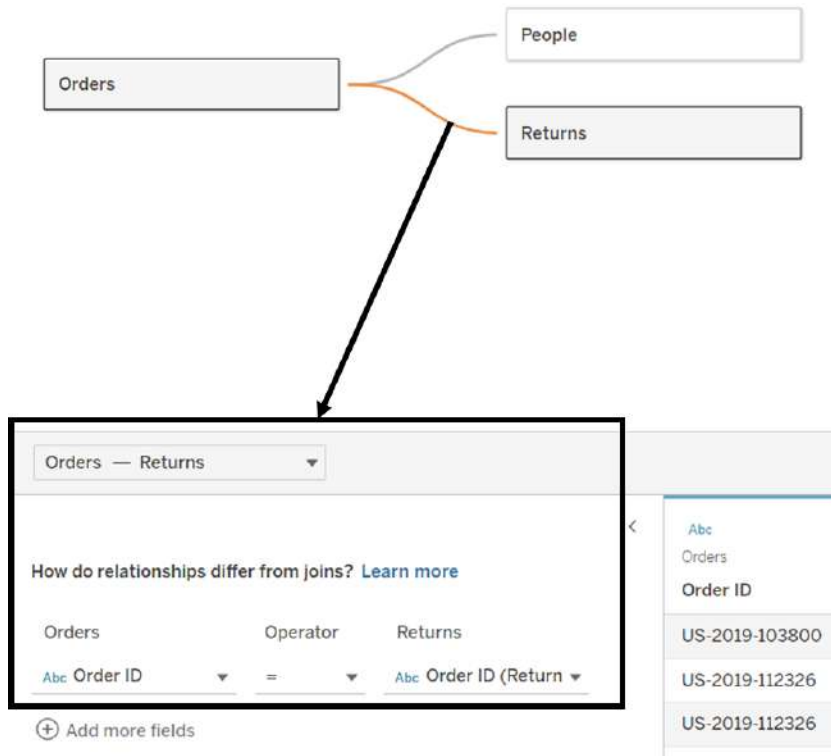 People
Orders
Returns
Orders — Returns
How do relationships differ from joins? Learn more
Orders Operator Returns
Abc Order ID = Abc Order ID (Return
Add more fields
Abc
Orders
Order ID
US-2019-103800
US-2019-112326
US-2019-112326